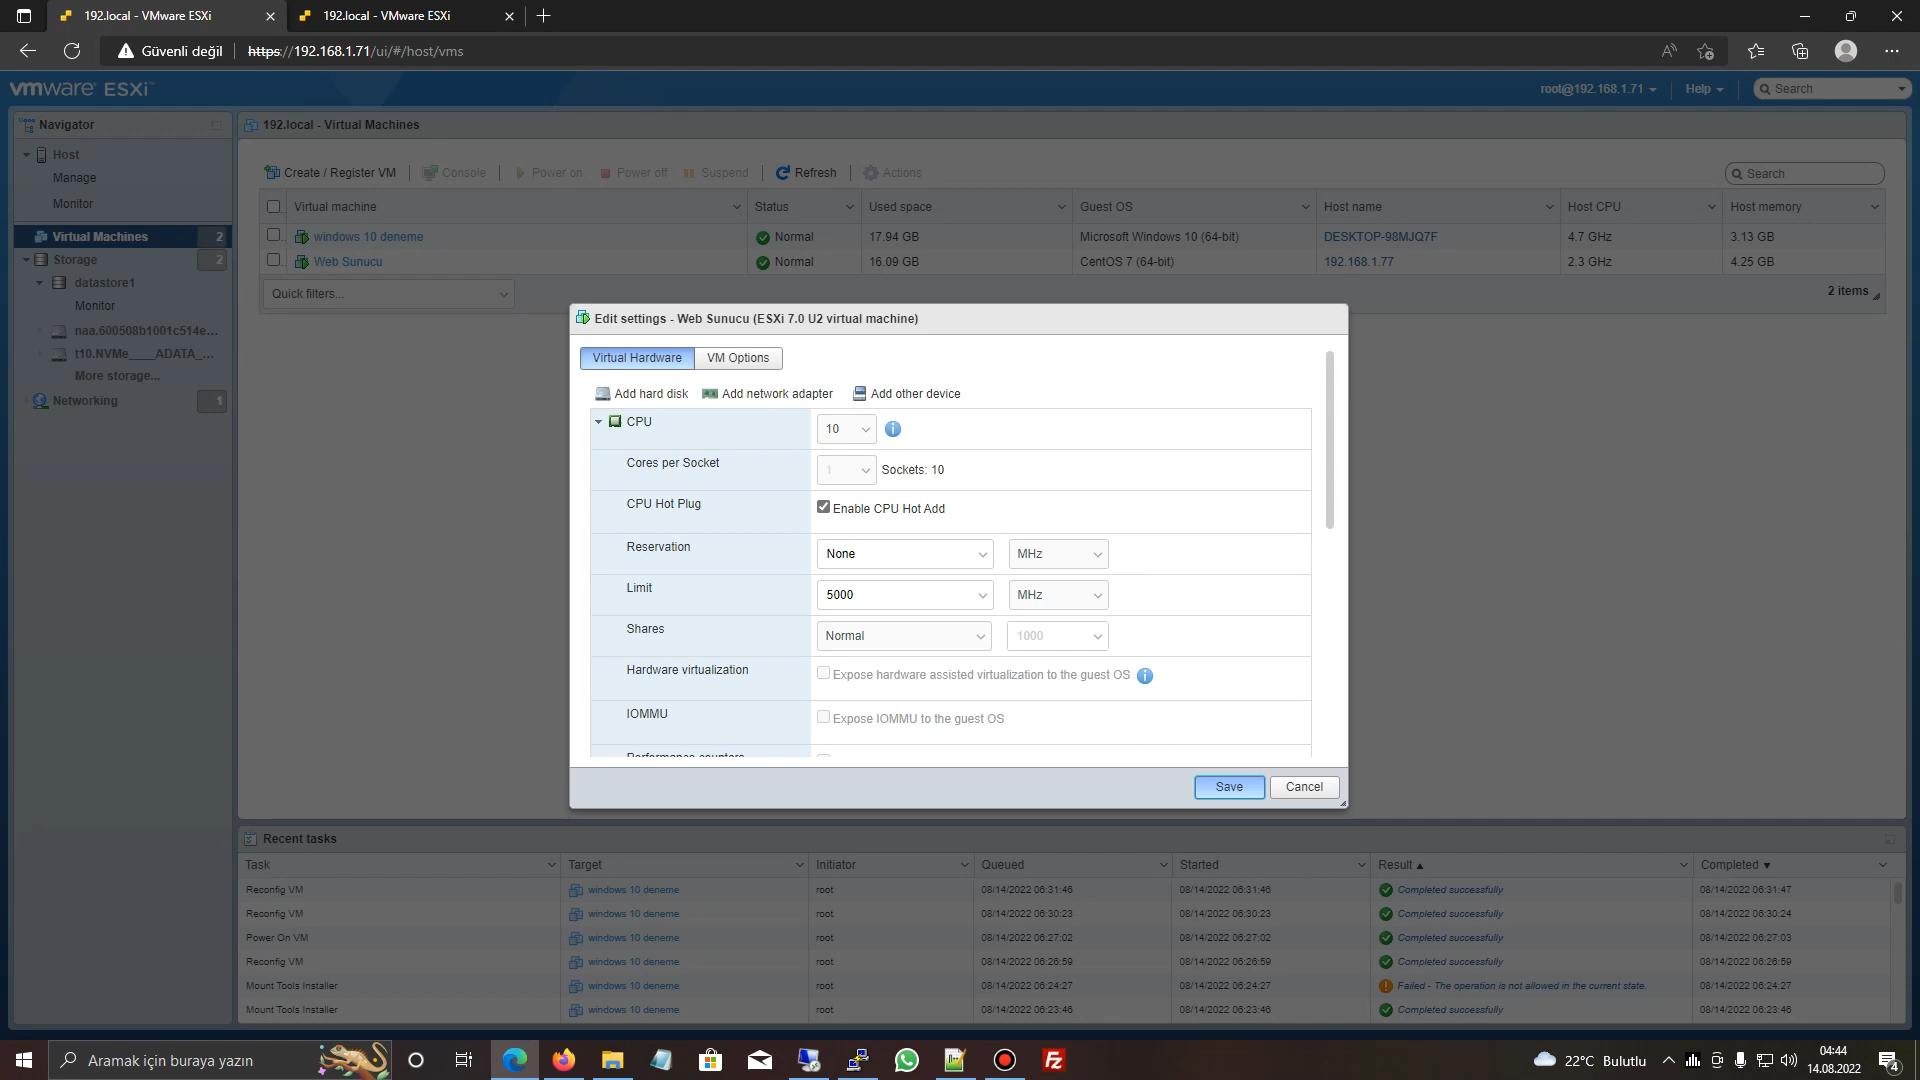 192.local - VMware ESXi
192.local - VMware ESXi
Güvenli değil
https://192.168.1.71/ui/#/host/vms
vmware ESXi™
root@192.168.1.71
Help
Search
Navigator
192.local - Virtual Machines
Host
Manage
Monitor
Virtual Machines 2
Storage 2
datastore1
Monitor
naa.600508b1001c514e...
t10.NVMe____ADATA_...
More storage...
Networking 1
Create / Register VM
Console
Power on
Power off
Suspend
Refresh
Actions
Search
Virtual machine Status Used space Guest OS Host name Host CPU Host memory
windows 10 deneme Normal 17.94 GB Microsoft Windows 10 (64-bit) DESKTOP-98MJQ7F 4.7 GHz 3.13 GB
Web Sunucu Normal 16.09 GB CentOS 7 (64-bit) 192.168.1.77 2.3 GHz 4.25 GB
Quick filters...
2 items
Edit settings - Web Sunucu (ESXi 7.0 U2 virtual machine)
Virtual Hardware VM Options
Add hard disk Add network adapter Add other device
CPU 10
Cores per Socket 1 Sockets: 10
CPU Hot Plug Enable CPU Hot Add
Reservation None MHz
Limit 5000 MHz
Shares Normal 1000
Hardware virtualization Expose hardware assisted virtualization to the guest OS
IOMMU Expose IOMMU to the guest OS
Performance counters
Save Cancel
Recent tasks
Task Target Initiator Queued Started Result Completed
Reconfig VM windows 10 deneme root 08/14/2022 06:31:46 08/14/2022 06:31:46 Completed successfully 08/14/2022 06:31:47
Reconfig VM windows 10 deneme root 08/14/2022 06:30:23 08/14/2022 06:30:23 Completed successfully 08/14/2022 06:30:24
Power On VM windows 10 deneme root 08/14/2022 06:27:02 08/14/2022 06:27:02 Completed successfully 08/14/2022 06:27:03
Reconfig VM windows 10 deneme root 08/14/2022 06:26:59 08/14/2022 06:26:59 Completed successfully 08/14/2022 06:26:59
Mount Tools Installer windows 10 deneme root 08/14/2022 06:24:27 08/14/2022 06:24:27 Failed - The operation is not allowed in the current state. 08/14/2022 06:24:27
Mount Tools Installer windows 10 deneme root 08/14/2022 06:23:46 08/14/2022 06:23:46 Completed successfully 08/14/2022 06:23:46
Aramak için buraya yazın
22°C Bulutlu
04:44
14.08.2022
4